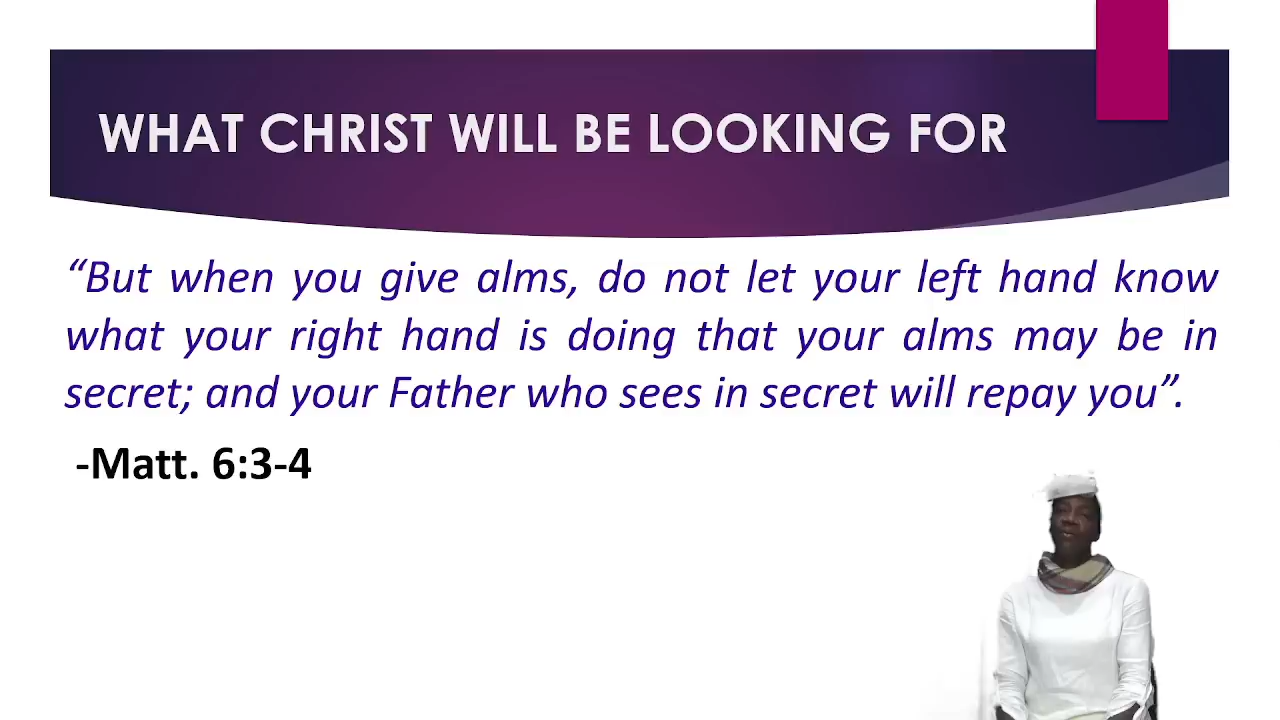 WHAT CHRIST WILL BE LOOKING FOR
“But when you give alms, do not let your left hand know
what your right hand is doing that your alms may be in
secret; and your Father who sees in secret will repay you”.
-Matt. 6:3-4